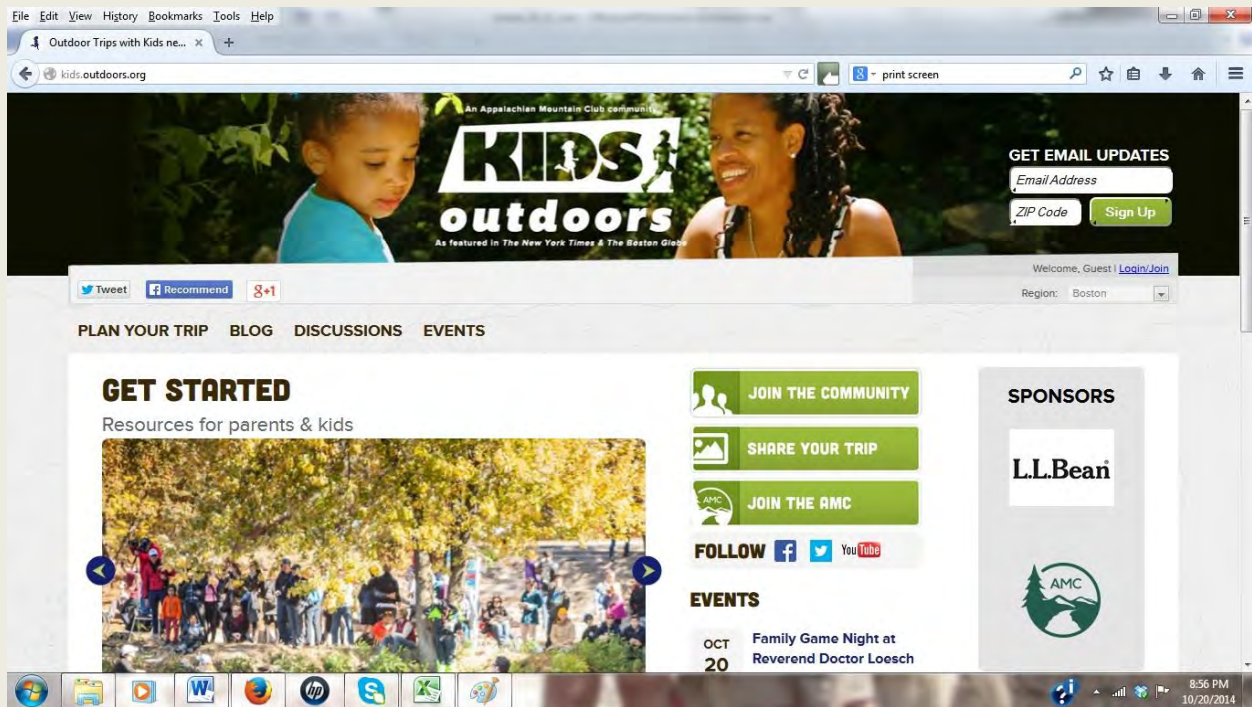 File Edit View History Bookmarks Tools Help
Outdoor Trips with Kids ne... × +
kids.outdoors.org
8 print screen
An Appalachian Mountain Club community
KIDS
outdoors
As featured in The New York Times & The Boston Globe
GET EMAIL UPDATES
Email Address
ZIP Code Sign Up
Welcome, Guest | Login/Join
Tweet Recommend 8+1
Region: Boston
PLAN YOUR TRIP BLOG DISCUSSIONS EVENTS
GET STARTED
Resources for parents & kids
JOIN THE COMMUNITY
SHARE YOUR TRIP
AMC JOIN THE AMC
FOLLOW f You Tube
EVENTS
OCT 20
Family Game Night at
Reverend Doctor Loesch
SPONSORS
L.L.Bean
AMC
W hp S X
8:56 PM
10/20/2014